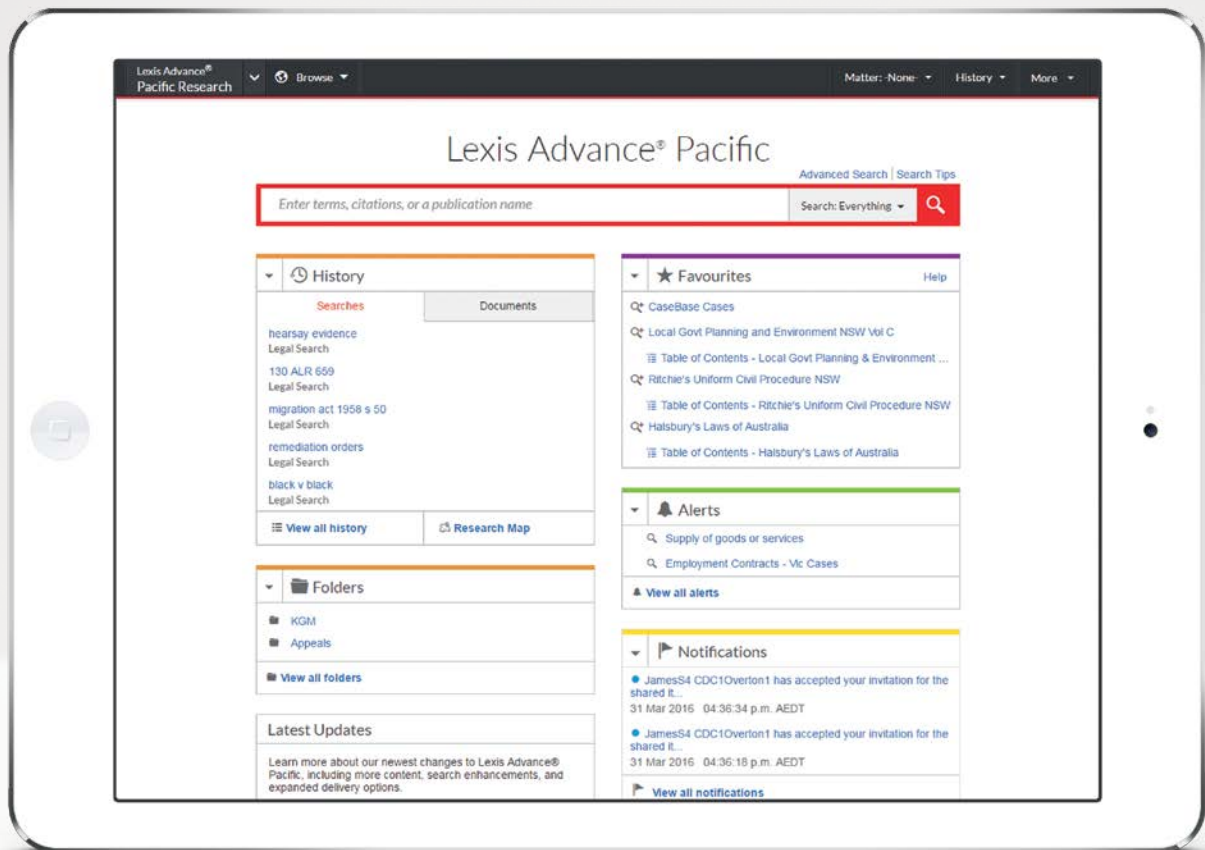 Lexis Advance®
Pacific Research
Browse
Matter: -None-
History
More
Lexis Advance® Pacific
Advanced Search | Search Tips
Enter terms, citations, or a publication name
Search: Everything
History
Searches
Documents
hearsay evidence
Legal Search
130 ALR 659
Legal Search
migration act 1958 s 50
Legal Search
remediation orders
Legal Search
black v black
Legal Search
View all history
Research Map
Folders
KGM
Appeals
View all folders
Latest Updates
Learn more about our newest changes to Lexis Advance®
Pacific, including more content, search enhancements, and
expanded delivery options.
Favourites
Help
CaseBase Cases
Local Govt Planning and Environment NSW Vol C
Table of Contents - Local Govt Planning & Environment ...
Ritchie's Uniform Civil Procedure NSW
Table of Contents - Ritchie's Uniform Civil Procedure NSW
Halsbury's Laws of Australia
Table of Contents - Halsbury's Laws of Australia
Alerts
Supply of goods or services
Employment Contracts - Vic Cases
View all alerts
Notifications
JamesS4 CDC1Overton1 has accepted your invitation for the
shared it...
31 Mar 2016 04:36:34 p.m. AEDT
JamesS4 CDC1Overton1 has accepted your invitation for the
shared it...
31 Mar 2016 04:36:18 p.m. AEDT
View all notifications